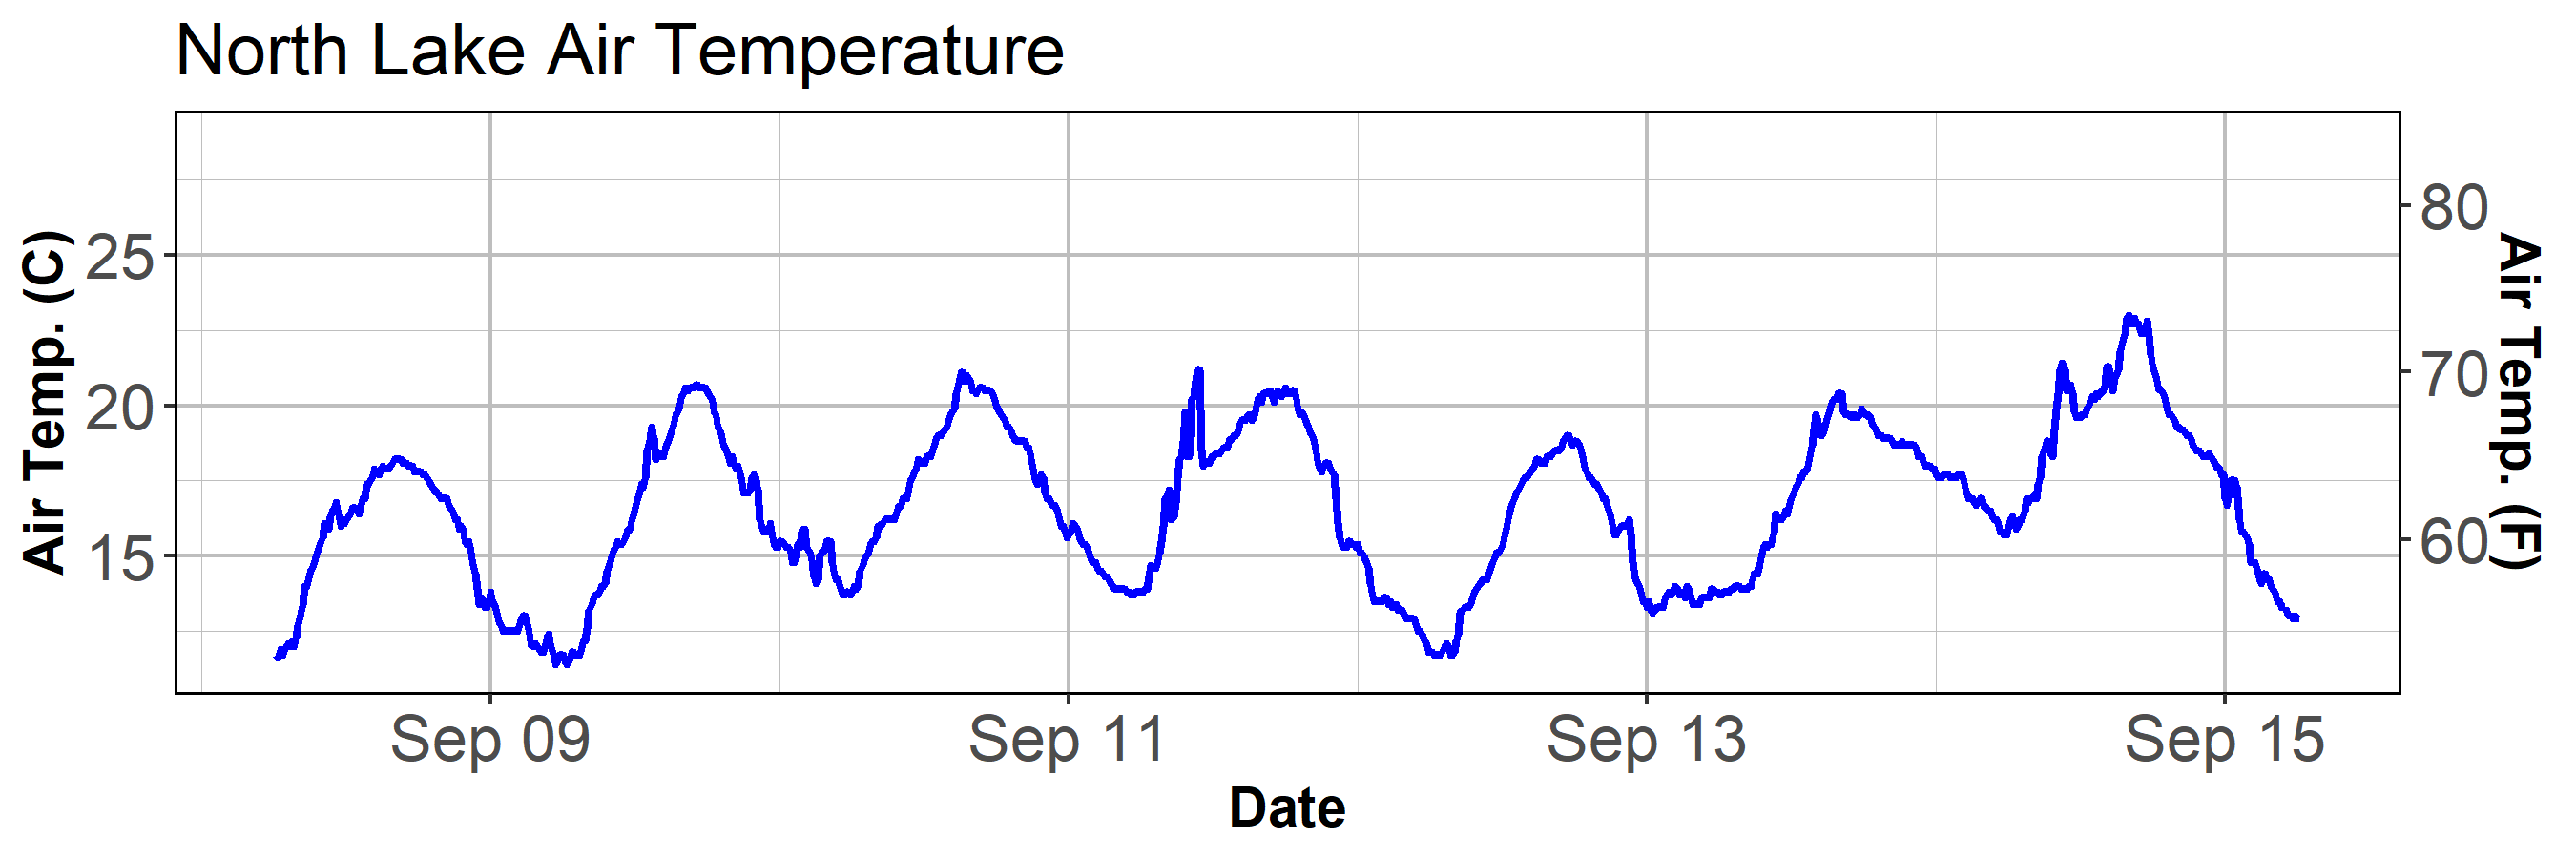 North Lake Air Temperature
Air Temp. (C)
25
20
15
80
70
60
Air Temp. (F)
Sep 09
Sep 11
Sep 13
Sep 15
Date